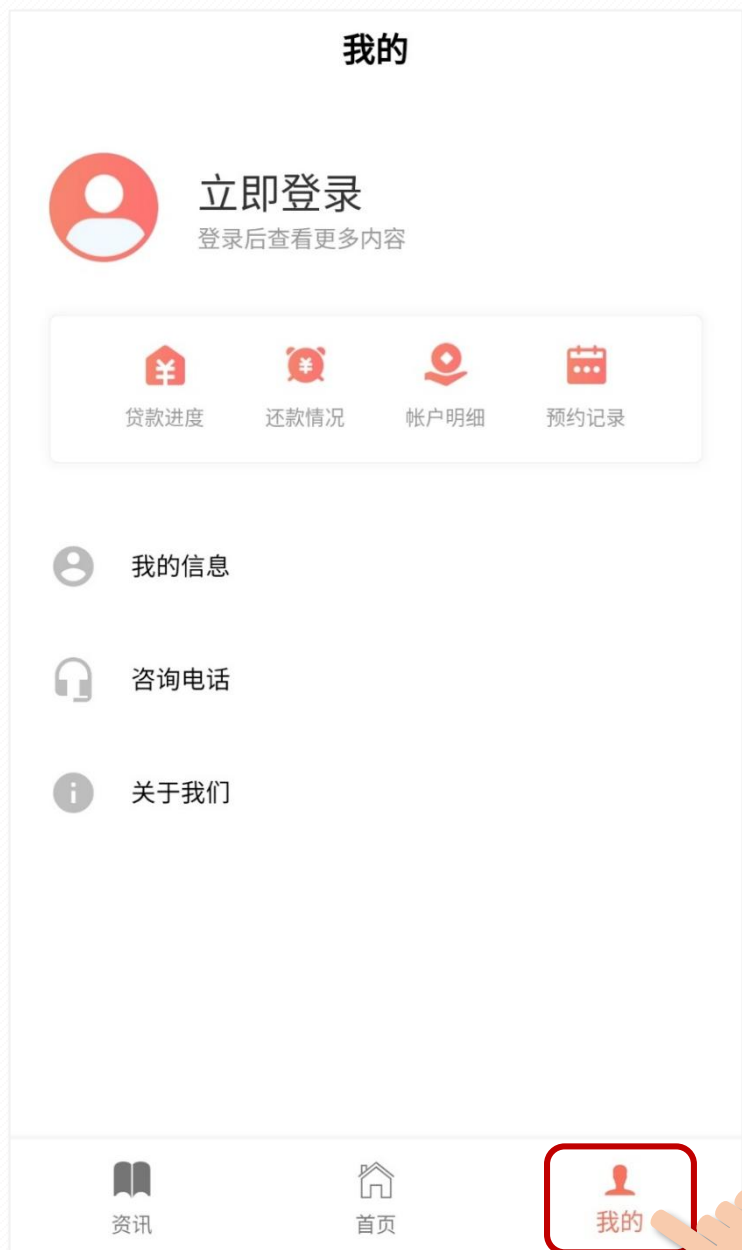 我的
立即登录
登录后查看更多内容
贷款进度 还款情况 帐户明细 预约记录
我的信息
咨询电话
关于我们
资讯 首页 我的